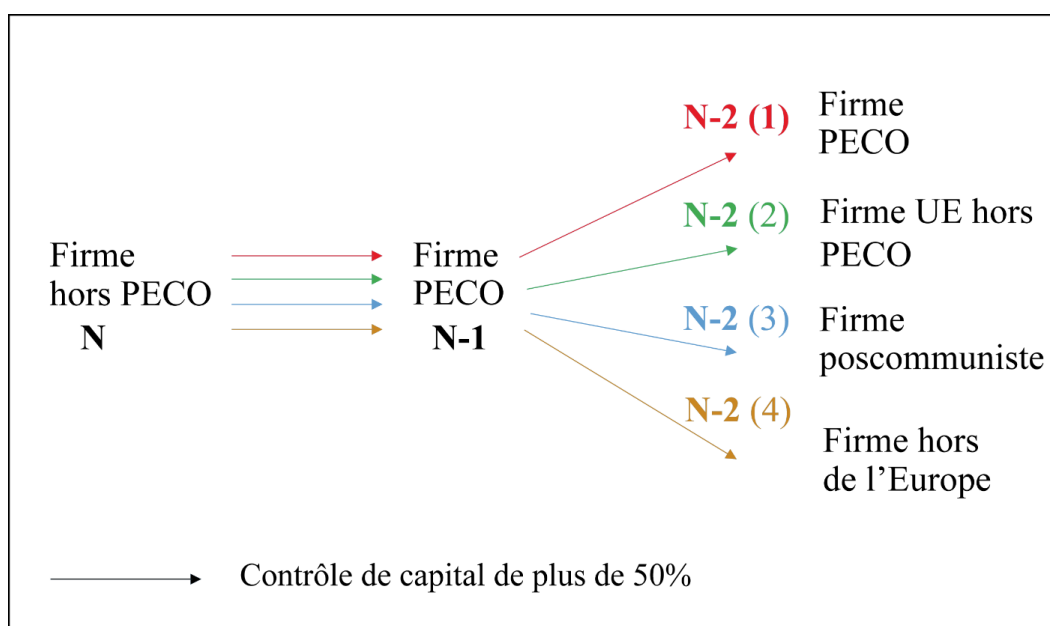 Firme
hors PECO
N
Firme
PECO
N-1
N-2 (1)
Firme
PECO
N-2 (2)
Firme UE hors
PECO
N-2 (3)
Firme
poscommuniste
N-2 (4)
Firme hors
de l’Europe
Contrôle de capital de plus de 50%